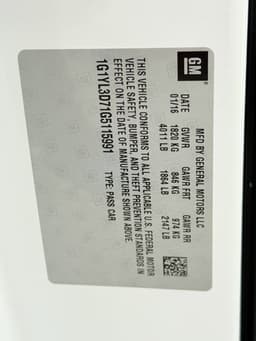 GM
MFD BY GENERAL MOTORS LLC
DATE GVWR GAWR FRT GAWR RR
01/16 1820 KG 846 KG 974 KG
4011 LB 1864 LB 2147 LB
THIS VEHICLE CONFORMS TO ALL APPLICABLE U.S. FEDERAL MOTOR
VEHICLE SAFETY, BUMPER, AND THEFT PREVENTION STANDARDS IN
EFFECT ON THE DATE OF MANUFACTURE SHOWN ABOVE.
1G1YL3D71G5115991 TYPE: PASS CAR